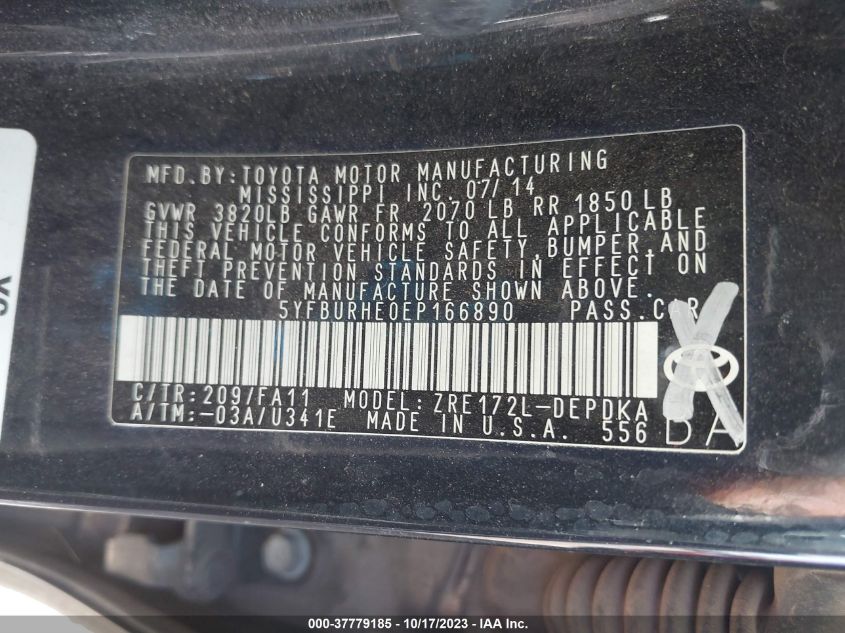 MFD.BY:TOYOTA MOTOR MANUFACTURING
MISSISSIPPI INC 07/14
GVWR 3820LB GAWR FR 2070 LB RR 1850 LB
THIS VEHICLE CONFORMS TO ALL APPLICABLE
FEDERAL MOTOR VEHICLE SAFETY,BUMPER,AND
THEFT PREVENTION STANDARDS IN EFFECT ON
THE DATE OF MANUFACTURE SHOWN ABOVE.
5YFBURHE0EP166890 PASS.CAR
C/TR:209/FA11 MODEL:ZRE172L-DEPDKA
A/TM:-03A/U341E MADE IN U.S.A. 556 DA
000-37779185 - 10/17/2023 - IAA Inc.